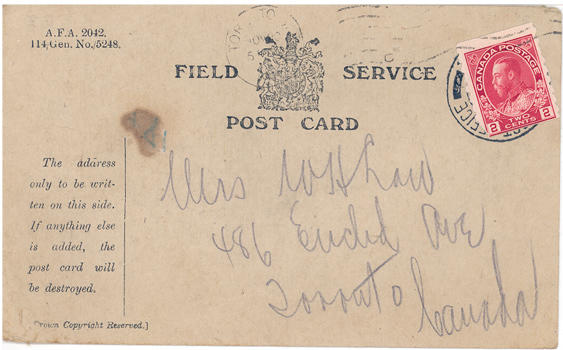 A.F.A. 2042.
114/Gen. No./5248.
TORONTO
FIELD SERVICE
POST CARD
CANADA POSTAGE
2 TWO CENTS 2
The address
only to be writ-
ten on this side.
If anything else
is added, the
post card will
be destroyed.
Mrs W H Law
486 Euclid Ave
Toronto
Canada
Crown Copyright Reserved.]